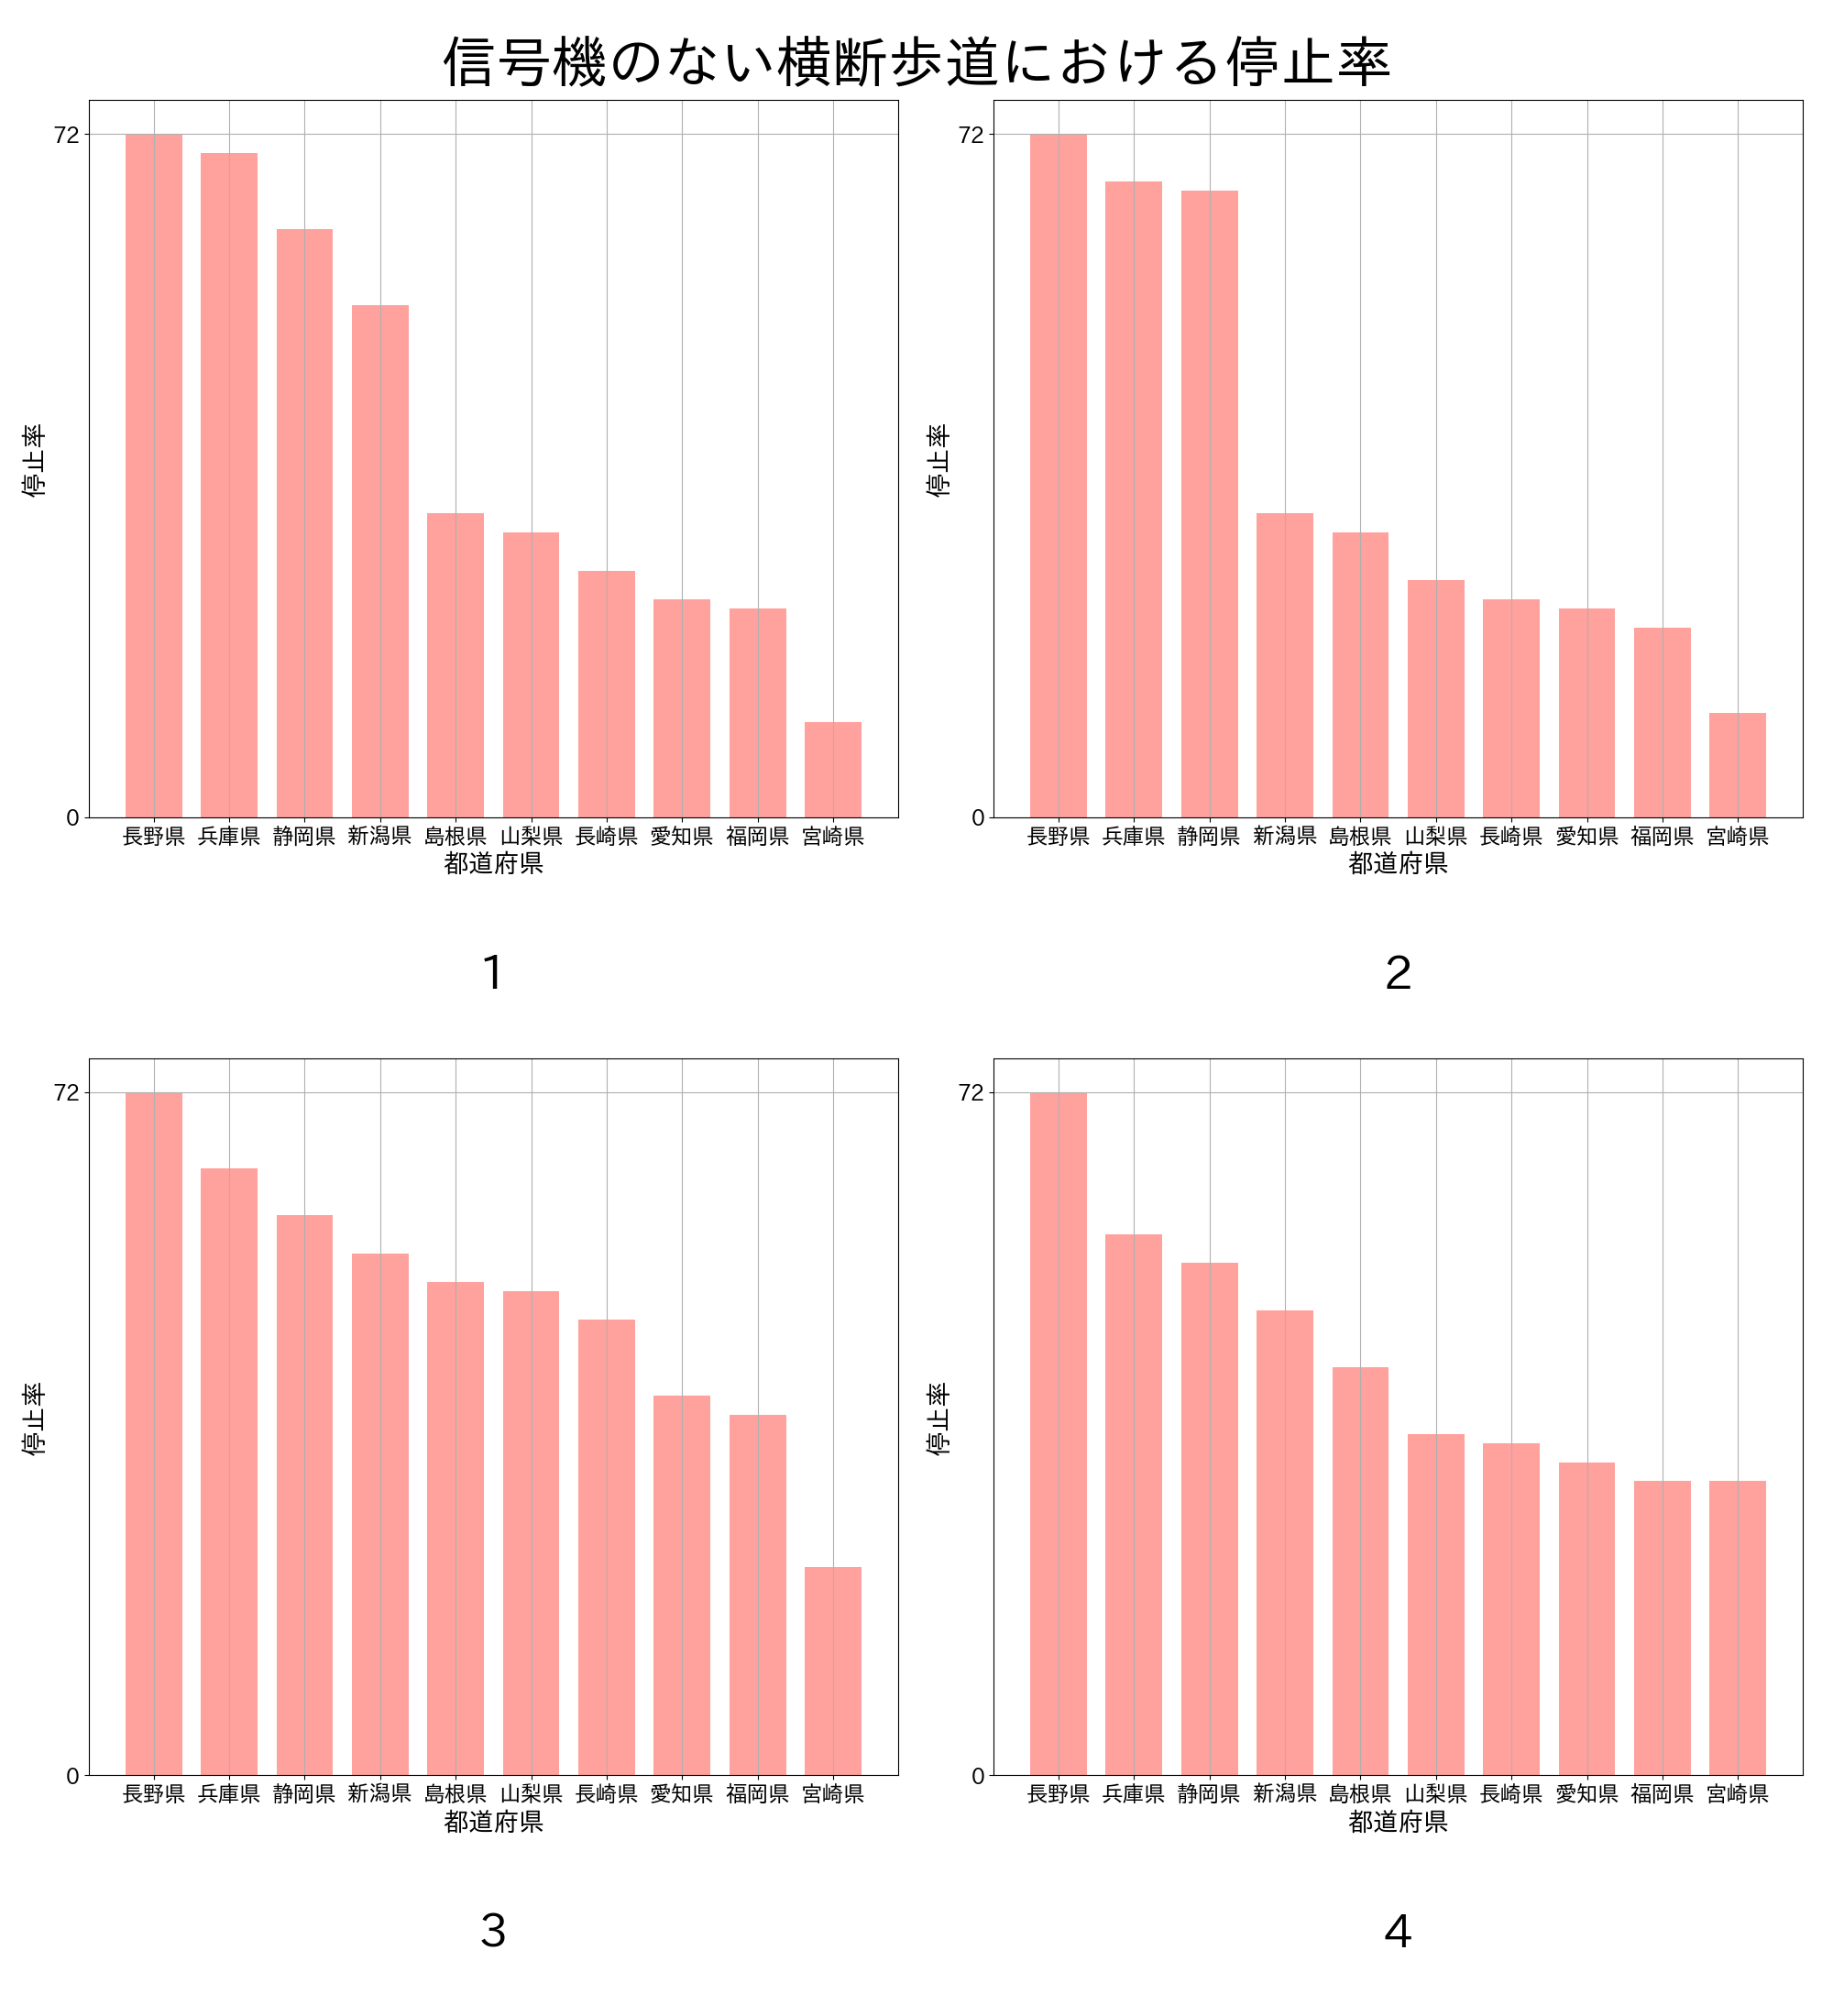 信号機のない横断歩道における停止率
72
停止率
0
長野県 兵庫県 静岡県 新潟県 島根県 山梨県 長崎県 愛知県 福岡県 宮崎県
都道府県
1
72
停止率
0
長野県 兵庫県 静岡県 新潟県 島根県 山梨県 長崎県 愛知県 福岡県 宮崎県
都道府県
2
72
停止率
0
長野県 兵庫県 静岡県 新潟県 島根県 山梨県 長崎県 愛知県 福岡県 宮崎県
都道府県
3
72
停止率
0
長野県 兵庫県 静岡県 新潟県 島根県 山梨県 長崎県 愛知県 福岡県 宮崎県
都道府県
4